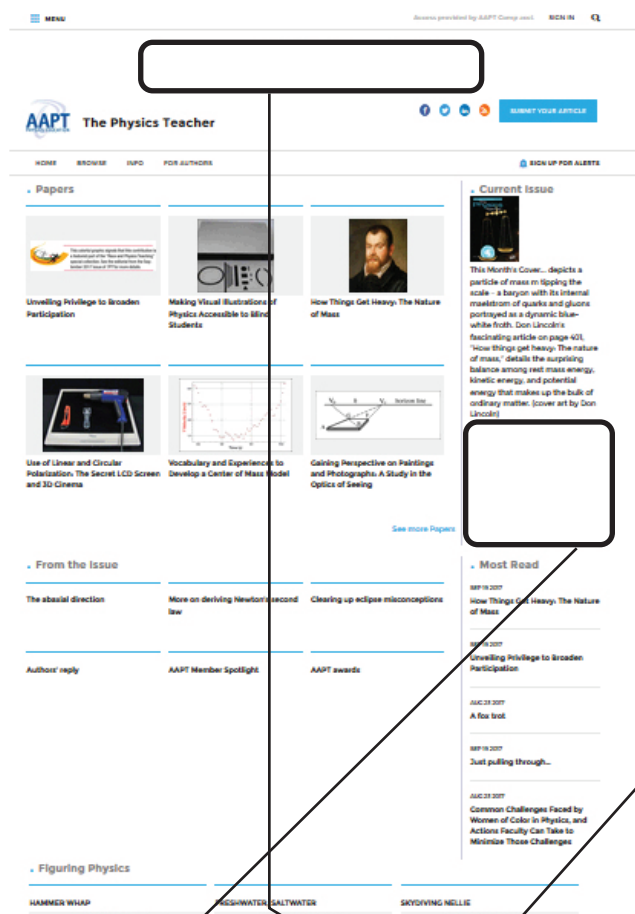 MENU
Access provided by AAPT Comp acct
SIGN IN
AAPT
PHYSICS EDUCATION
The Physics Teacher
SUBMIT YOUR ARTICLE
HOME BROWSE INFO FOR AUTHORS
SIGN UP FOR ALERTS
Papers
Unveiling Privilege to Broaden
Participation
Making Visual Illustrations of
Physics Accessible to Blind
Students
How Things Get Heavy: The Nature
of Mass
Use of Linear and Circular
Polarization: The Secret LCD Screen
and 3D Cinema
Vocabulary and Experiences to
Develop a Center of Mass Model
Gaining Perspective on Paintings
and Photographs: A Study in the
Optics of Seeing
See more Papers
Current Issue
This Month's Cover... depicts a
particle of mass m tipping the
scale – a baryon with its internal
maelstrom of quarks and gluons
portrayed as a dynamic blue-
white froth. Don Lincoln's
fascinating article on page 401,
"How things get heavy: The nature
of mass," details the surprising
balance among rest mass energy,
kinetic energy, and potential
energy that makes up the bulk of
ordinary matter. (cover art by Don
Lincoln)
From the Issue
The abaxial direction
More on deriving Newton's second
law
Clearing up eclipse misconceptions
Authors' reply
AAPT Member Spotlight
AAPT awards
Most Read
SEP 19 2017
How Things Get Heavy: The Nature
of Mass
SEP 19 2017
Unveiling Privilege to Broaden
Participation
AUG 23 2017
A fox trot
SEP 19 2017
Just pulling through...
AUG 23 2017
Common Challenges Faced by
Women of Color in Physics, and
Actions Faculty Can Take to
Minimize Those Challenges
Figuring Physics
HAMMER WHAP
FRESHWATER, SALTWATER
SKYDIVING NELLIE